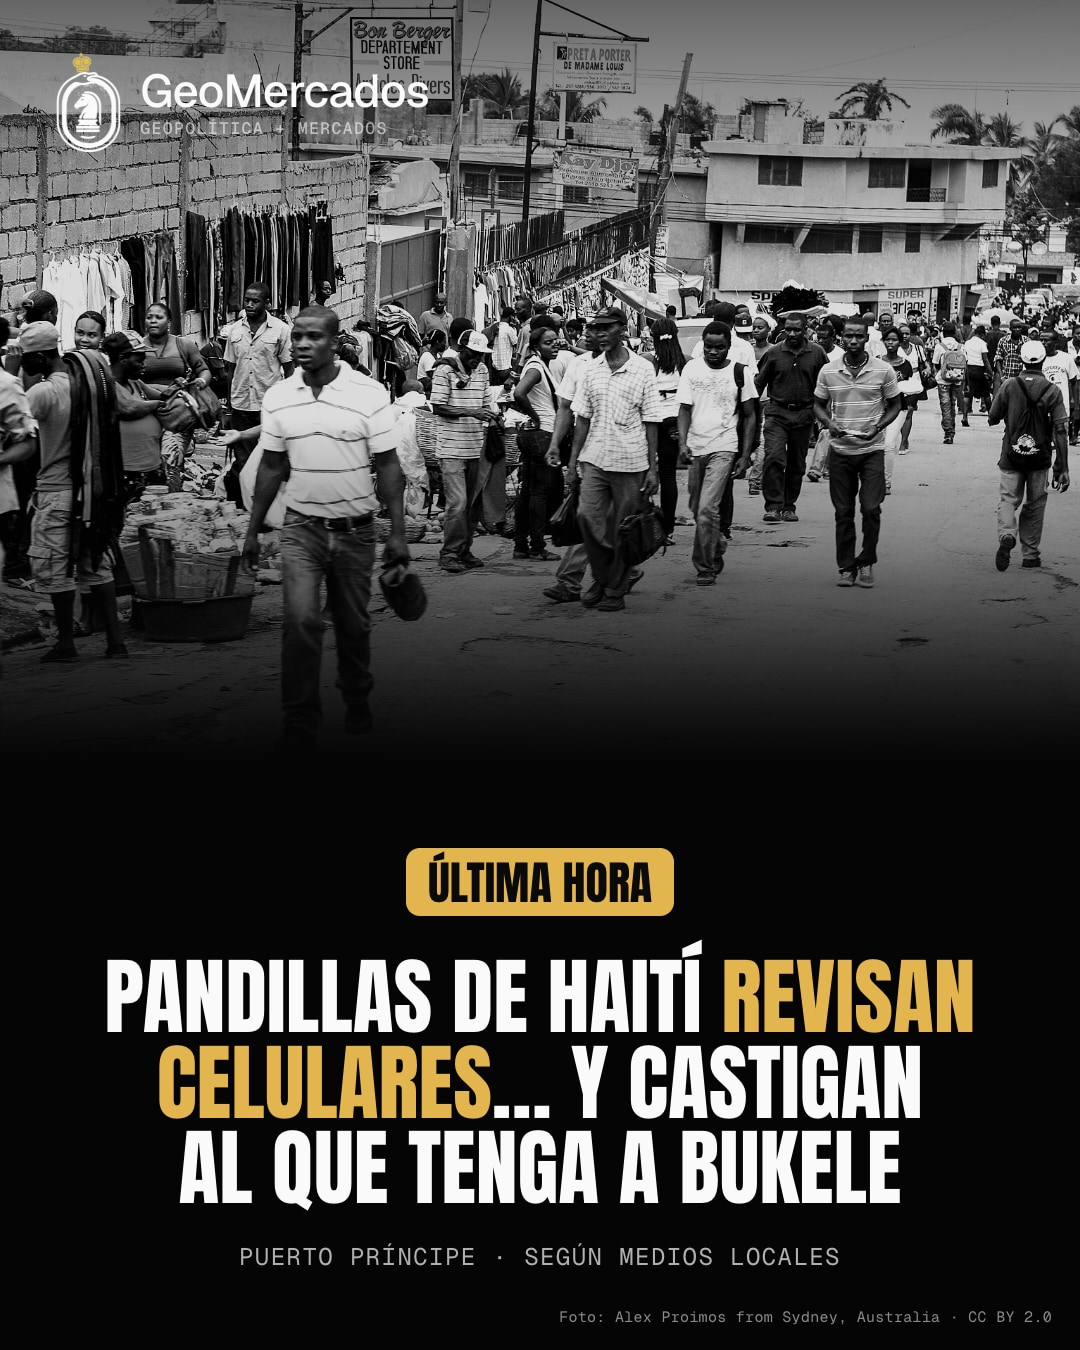 Bon Berger
DEPARTEMENT
STORE
PRET A PORTER
DE MADAME LOUIS
GeoMercados
GEOPOLÍTICA + MERCADOS
SUPER
ÚLTIMA HORA
PANDILLAS DE HAITÍ REVISAN
CELULARES... Y CASTIGAN
AL QUE TENGA A BUKELE
PUERTO PRÍNCIPE · SEGÚN MEDIOS LOCALES
Foto: Alex Proimos from Sydney, Australia · CC BY 2.0